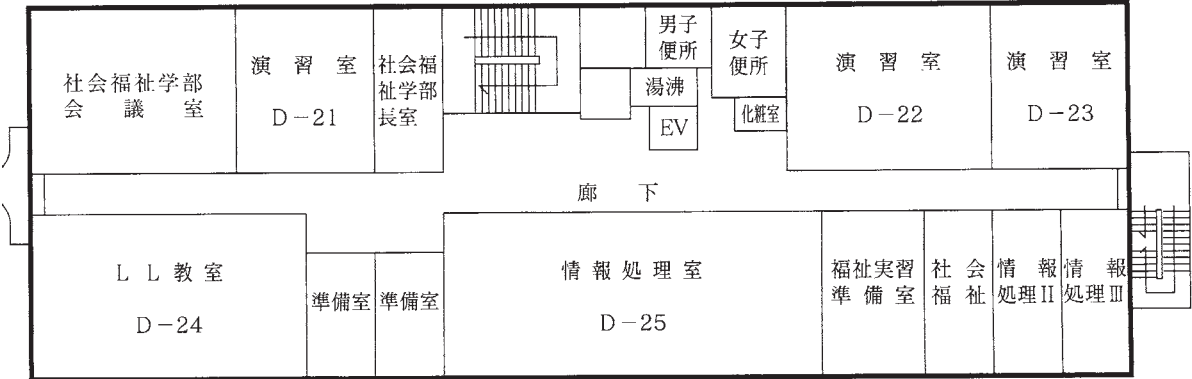 社会福祉学部
会議室
演習室
D-21
社会福
祉学部
長室
男子
便所
女子
便所
湯沸
EV
化粧室
演習室
D-22
演習室
D-23
廊下
LL教室
D-24
準備室
準備室
情報処理室
D-25
福祉実習
準備室
社会
福祉
情報
処理Ⅱ
情報
処理Ⅲ